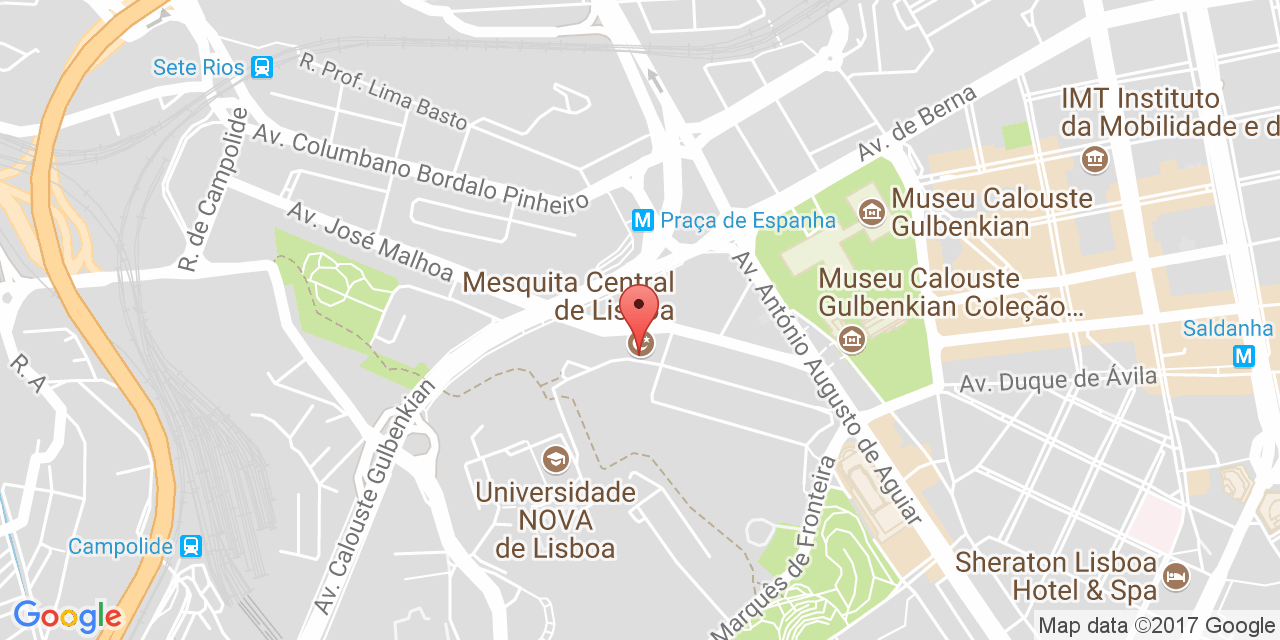 Sete Rios
R. Prof. Lima Basto
Av. Columbano Bordalo Pinheiro
R. de Campolide
Av. José Malhoa
M Praça de Espanha
Av. de Berna
IMT Instituto
da Mobilidade e d
Museu Calouste
Gulbenkian
Mesquita Central
de Lisboa
Av. António Augusto de Aguiar
Museu Calouste
Gulbenkian Coleção...
Saldanha
M
R. A
Av. Duque de Ávila
Av. Calouste Gulbenkian
Universidade
NOVA
de Lisboa
Campolide
Marquês de Fronteira
Sheraton Lisboa
Hotel & Spa
Google
Map data ©2017 Google